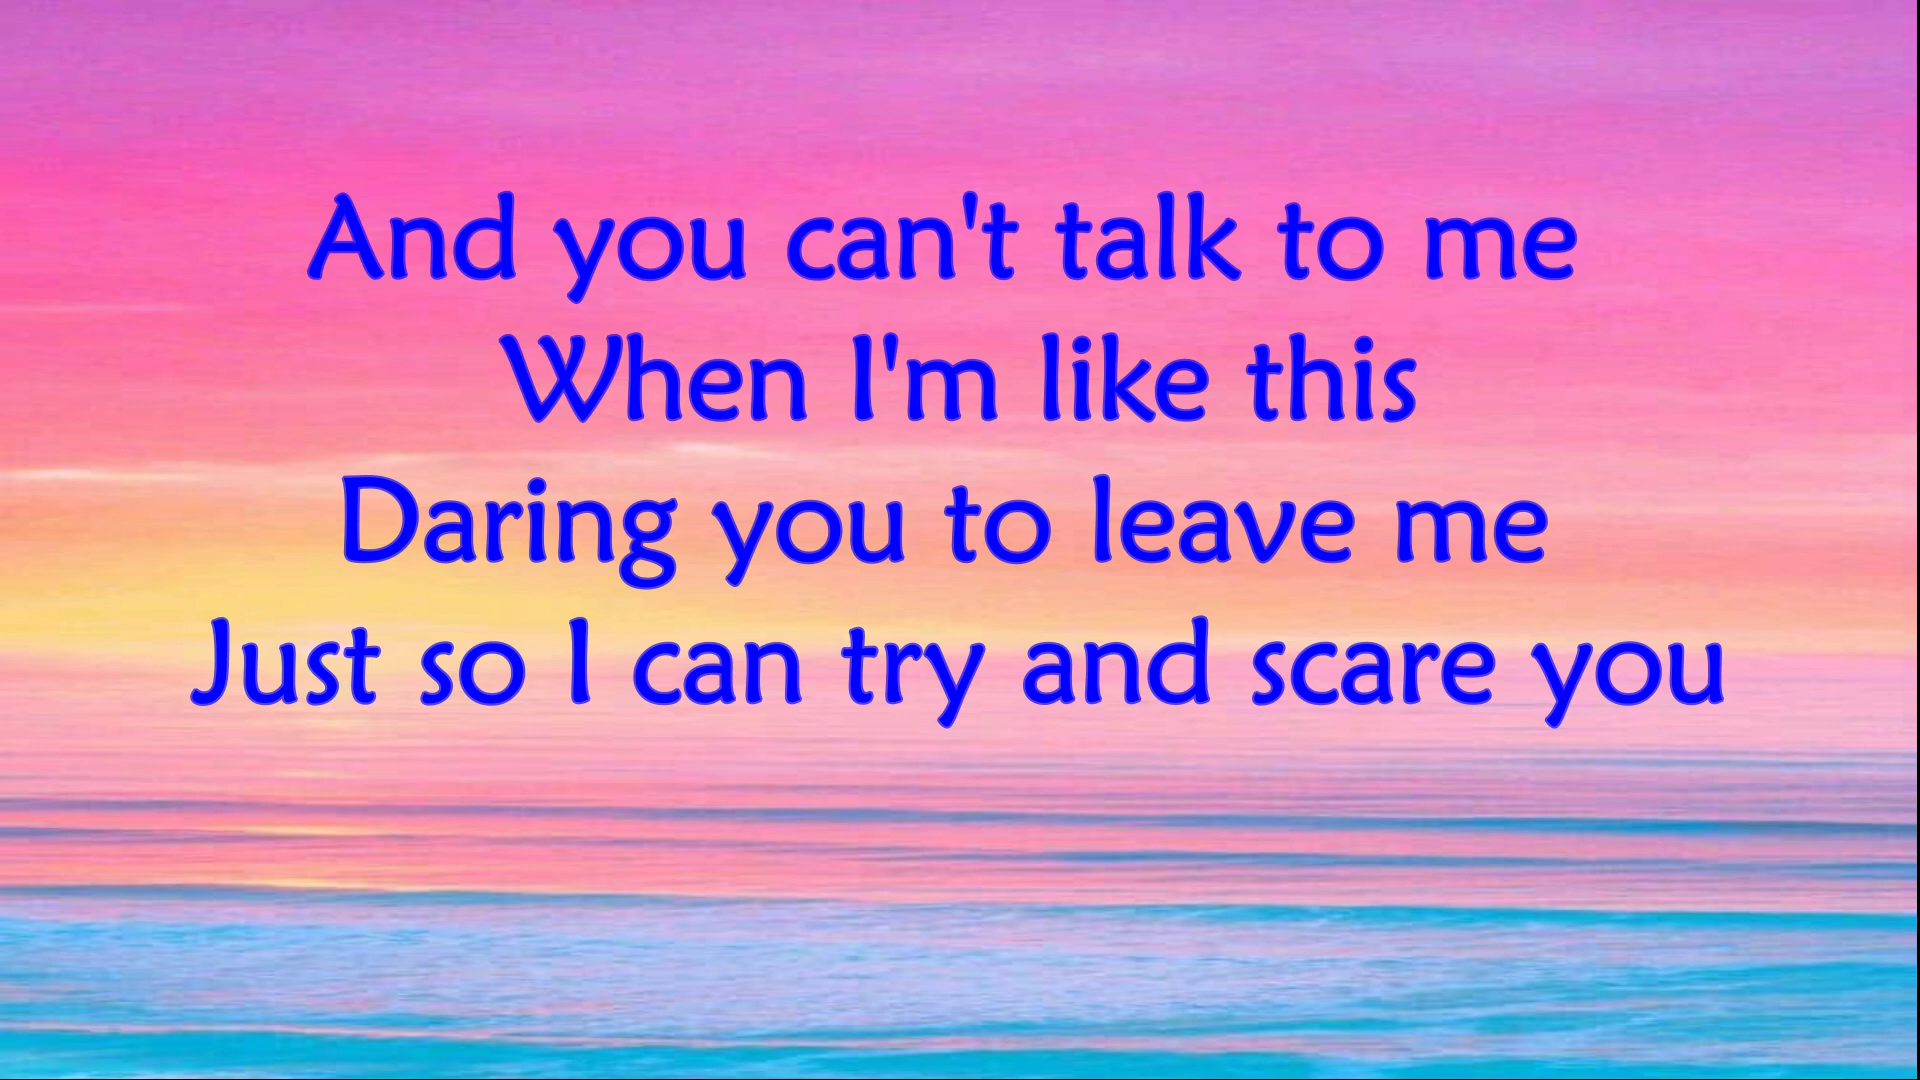 And you can't talk to me
When I'm like this
Daring you to leave me
Just so I can try and scare you